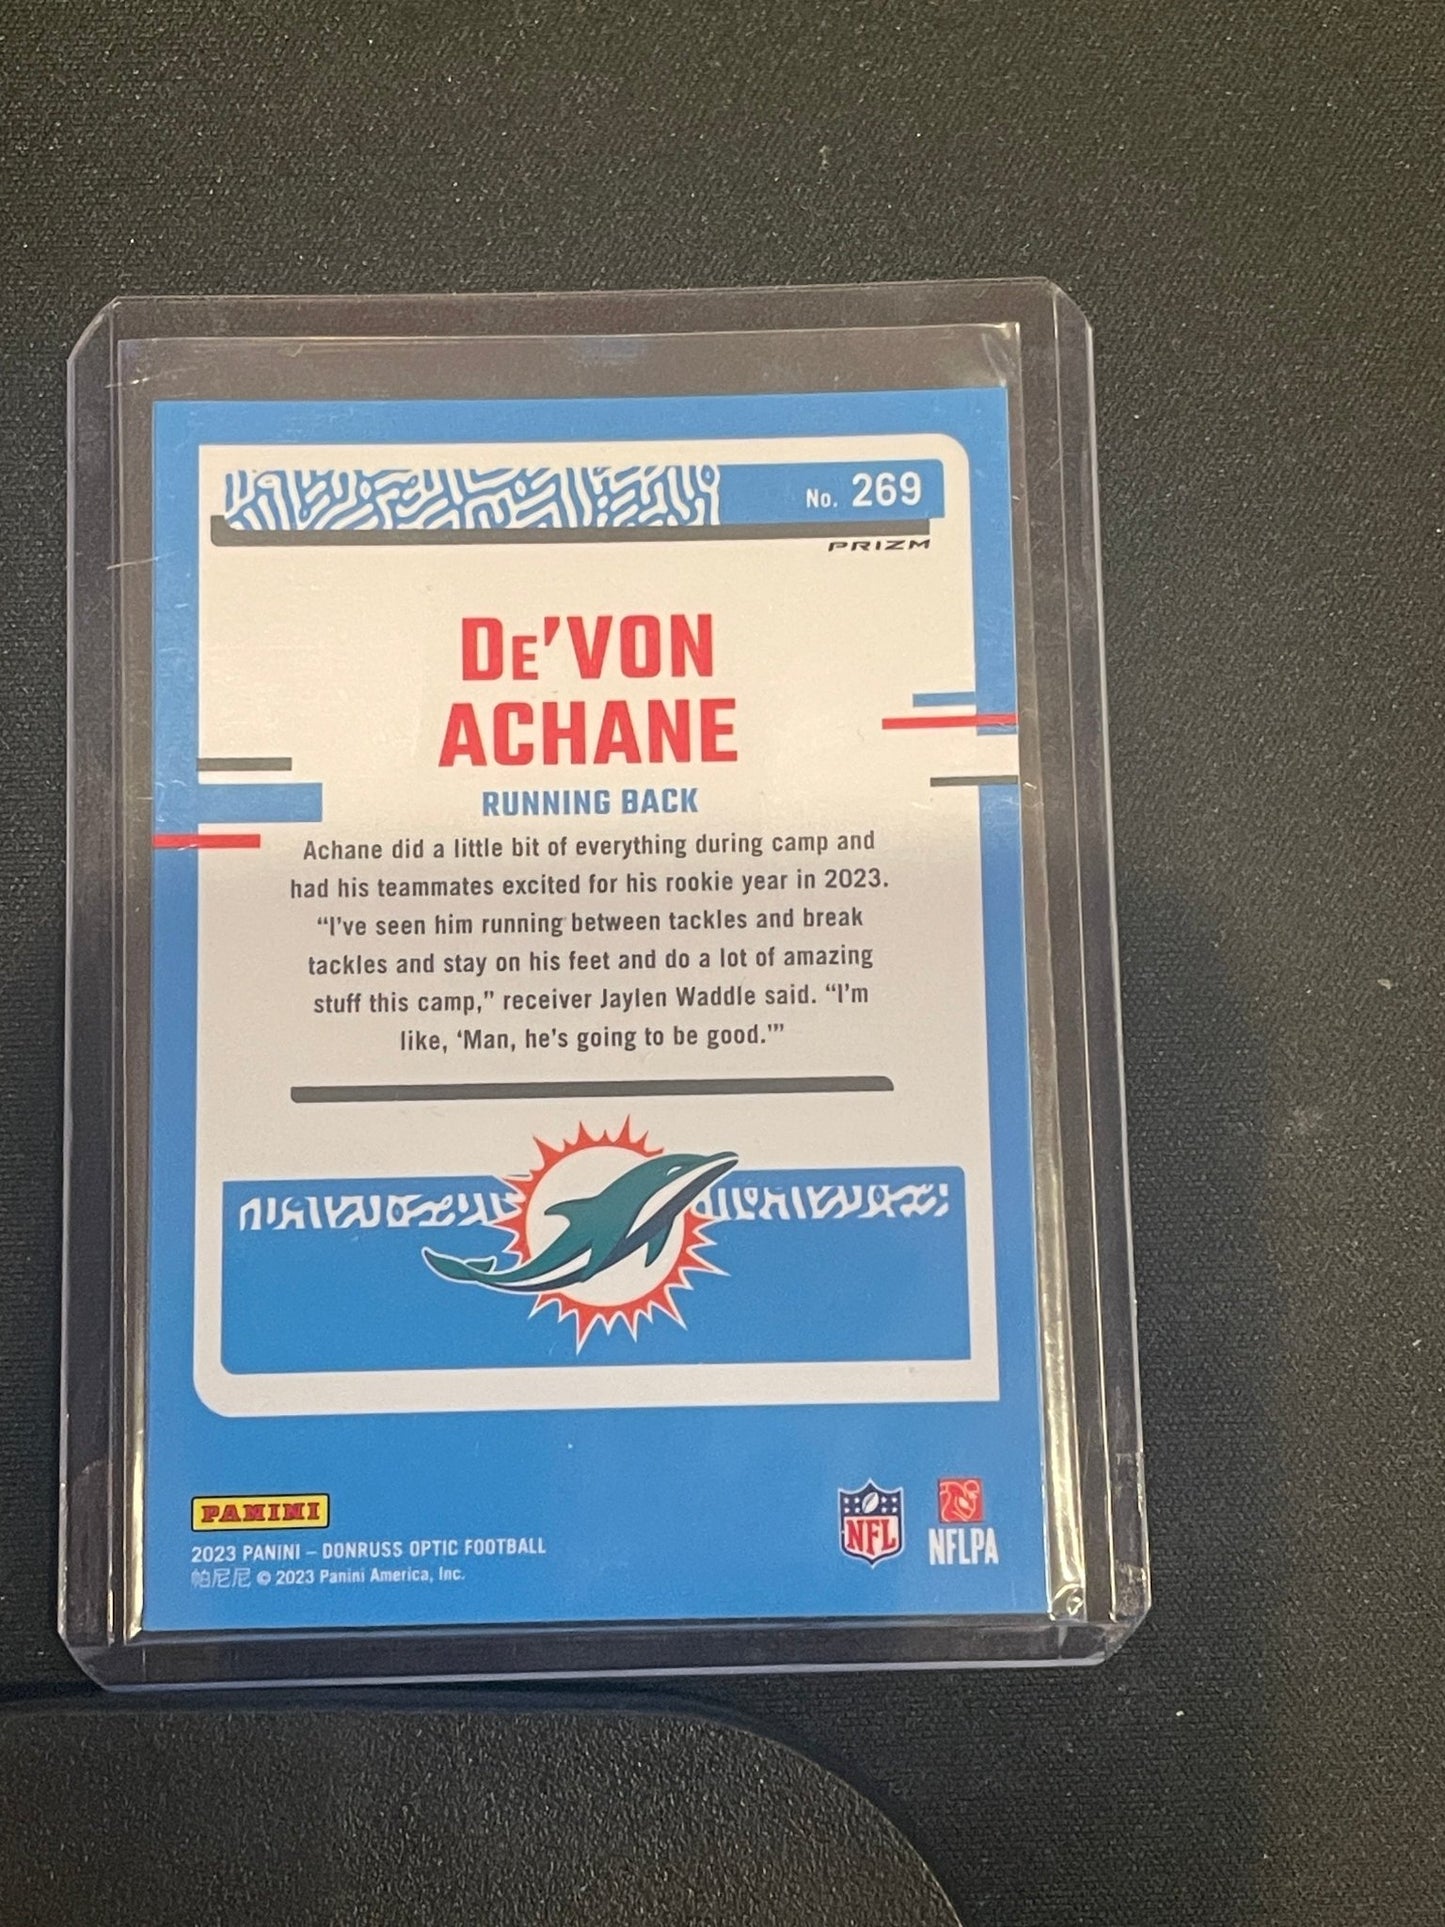 No. 269
PRIZM
DE'VON
ACHANE
RUNNING BACK
Achane did a little bit of everything during camp and
had his teammates excited for his rookie year in 2023.
“I’ve seen him running between tackles and break
tackles and stay on his feet and do a lot of amazing
stuff this camp,” receiver Jaylen Waddle said. “I’m
like, ‘Man, he’s going to be good.’”
PANINI
2023 PANINI – DONRUSS OPTIC FOOTBALL
帕尼尼 © 2023 Panini America, Inc.
NFL
NFLPA